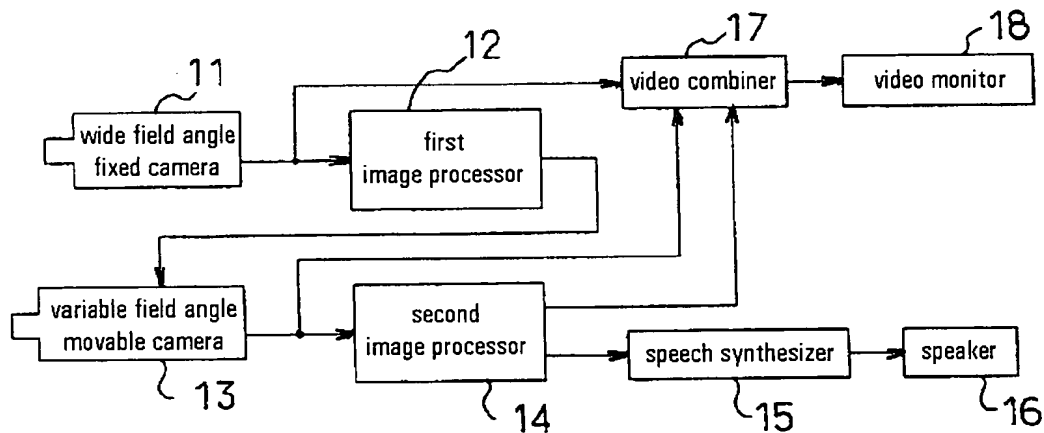 17
18
12
11
video combiner
video monitor
wide field angle
fixed camera
first
image processor
variable field angle
movable camera
second
image processor
speech synthesizer
speaker
13
14
15
16